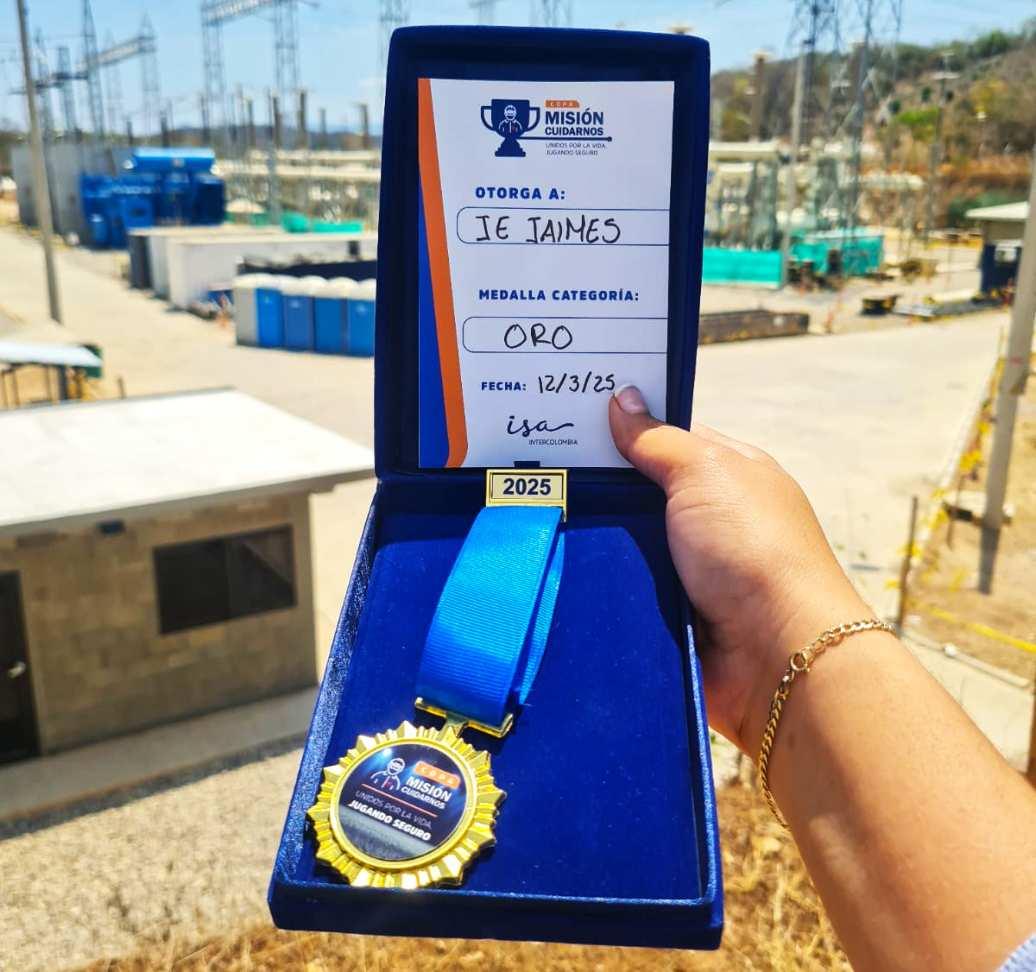 COPA
MISIÓN
CUIDARNOS
UNIDOS POR LA VIDA,
JUGANDO SEGURO
OTORGA A:
JE JAIMES
MEDALLA CATEGORÍA:
ORO
FECHA: 12/3/25
isa
INTERCOLOMBIA
2025
COPA
MISIÓN
CUIDARNOS
UNIDOS POR LA VIDA,
JUGANDO SEGURO